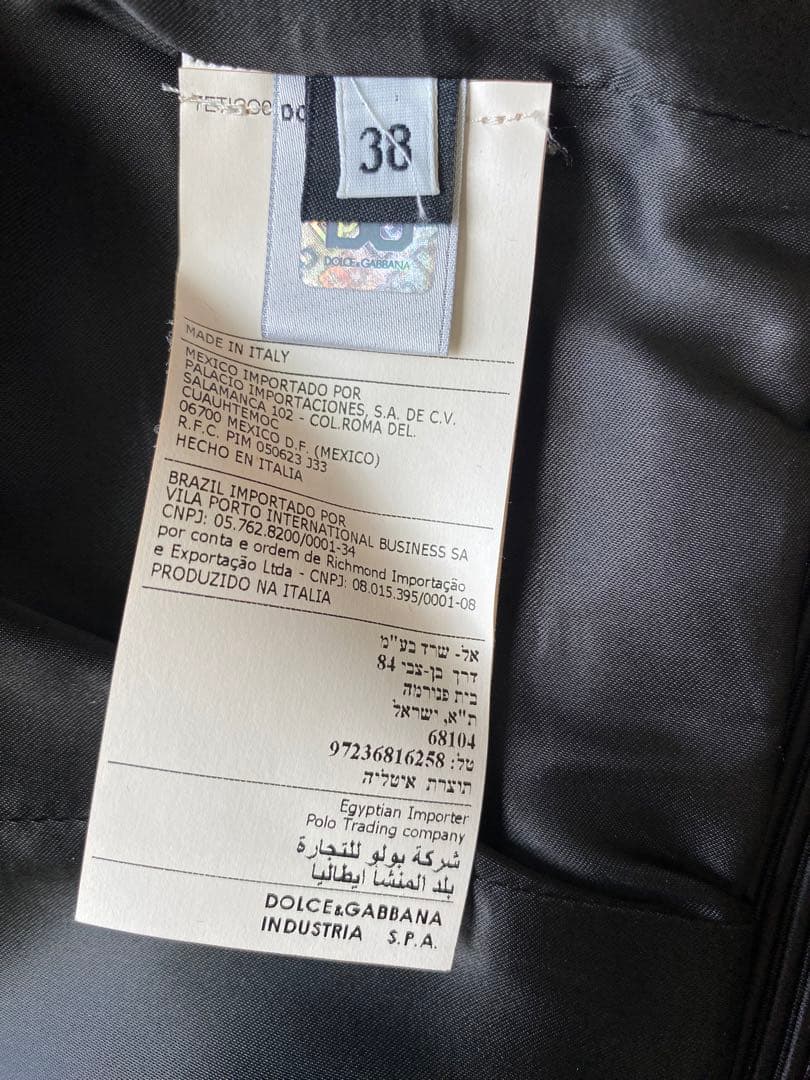 38
DOLCE&GABBANA
MADE IN ITALY
MEXICO IMPORTADO POR
PALACIO IMPORTACIONES, S.A. DE C.V.
SALAMANCA 102 - COL.ROMA DEL.
CUAUHTEMOC
06700 MEXICO D.F. (MEXICO)
R.F.C. PIM 050623 J33
HECHO EN ITALIA
BRAZIL IMPORTADO POR
VILA PORTO INTERNATIONAL BUSINESS SA
CNPJ: 05.762.8200/0001-34
por conta e ordem de Richmond Importação
e Exportação Ltda - CNPJ: 08.015.395/0001-08
PRODUZIDO NA ITALIA
אל- שרד בע"מ
דרך בן-צבי 84
בית פנורמה
ת"א, ישראל
68104
טל: 97236816258
תוצרת איטליה
Egyptian Importer
Polo Trading company
شركة بولو للتجارة
بلد المنشأ ايطاليا
DOLCE&GABBANA
INDUSTRIA S.P.A.